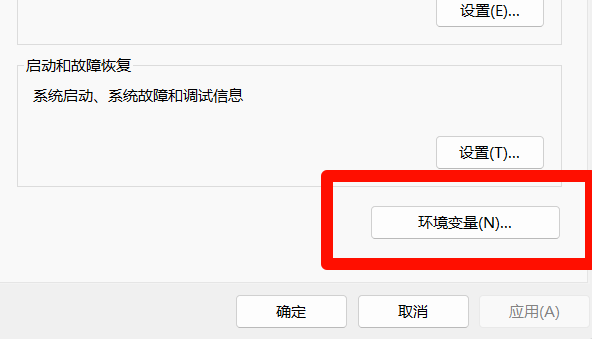 设置(E)...
启动和故障恢复
系统启动、系统故障和调试信息
设置(T)...
环境变量(N)...
确定
取消
应用(A)